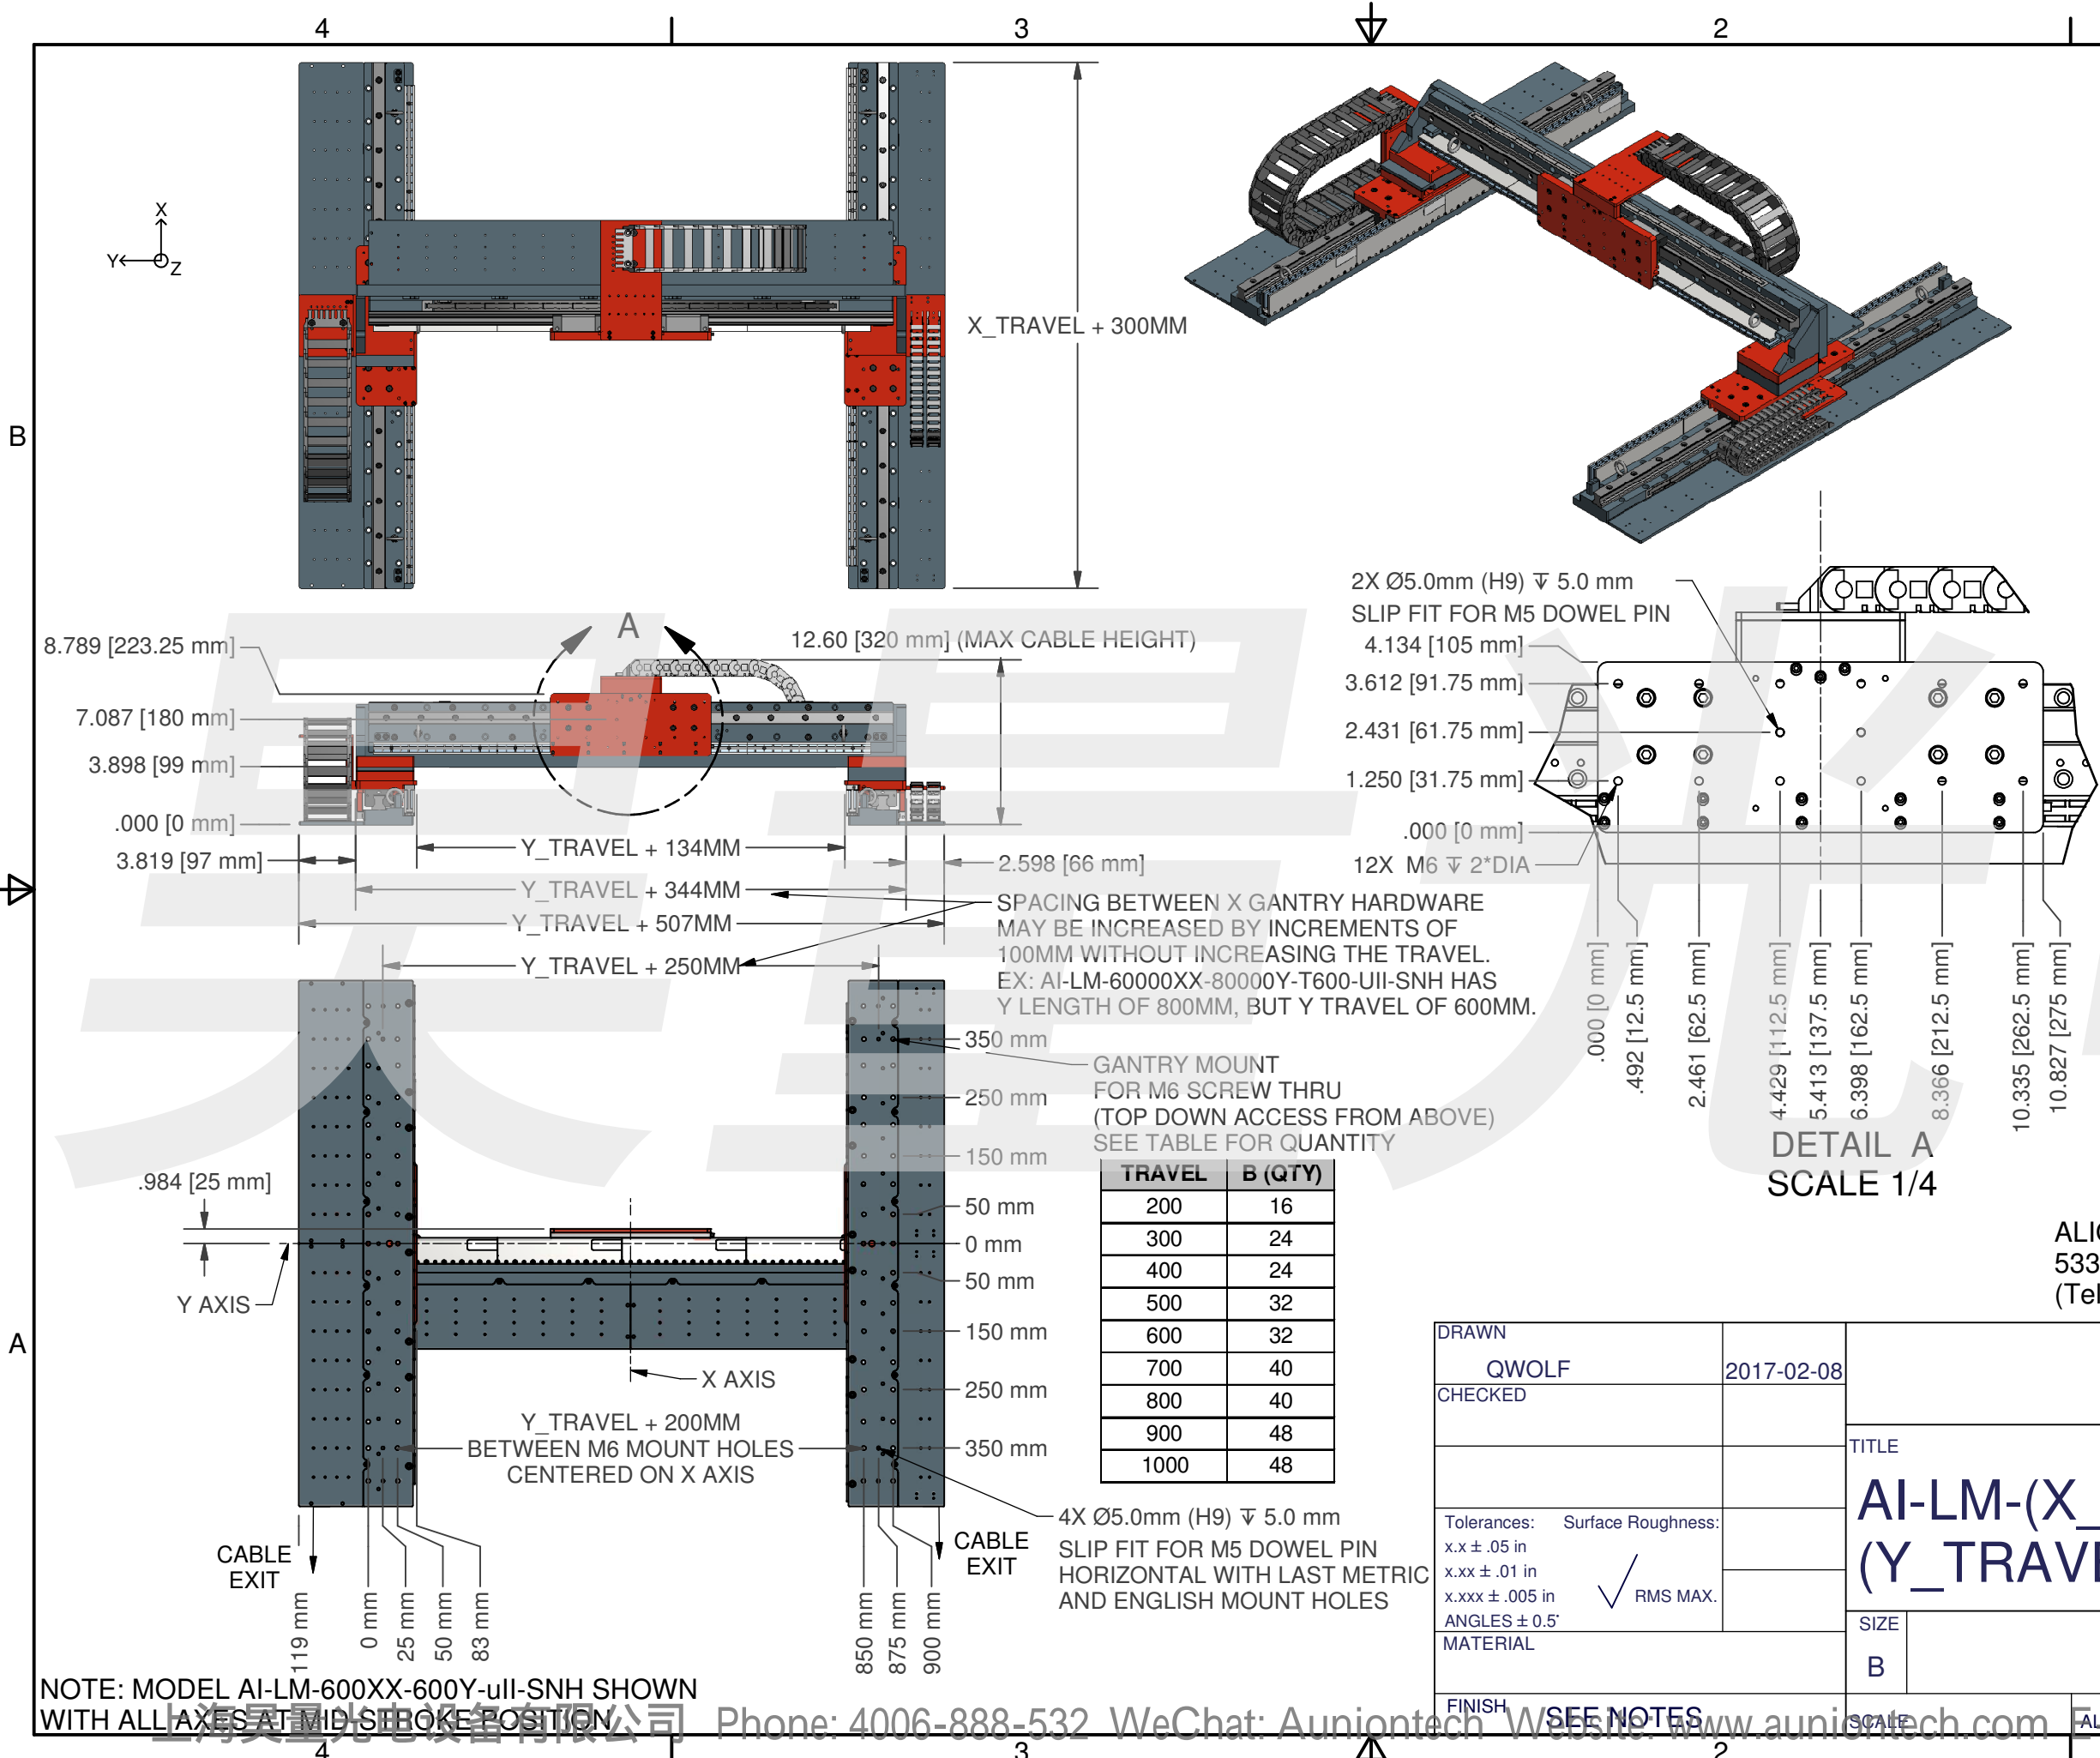 4
3
2
B
A
X
Y
Z
X_TRAVEL + 300MM
8.789 [223.25 mm]
7.087 [180 mm]
3.898 [99 mm]
.000 [0 mm]
3.819 [97 mm]
A
12.60 [320 mm] (MAX CABLE HEIGHT)
Y_TRAVEL + 134MM
Y_TRAVEL + 344MM
Y_TRAVEL + 507MM
Y_TRAVEL + 250MM
2.598 [66 mm]
SPACING BETWEEN X GANTRY HARDWARE
MAY BE INCREASED BY INCREMENTS OF
100MM WITHOUT INCREASING THE TRAVEL.
EX: AI-LM-60000XX-80000Y-T600-UII-SNH HAS
Y LENGTH OF 800MM, BUT Y TRAVEL OF 600MM.
2X Ø5.0mm (H9) ↧ 5.0 mm
SLIP FIT FOR M5 DOWEL PIN
4.134 [105 mm]
3.612 [91.75 mm]
2.431 [61.75 mm]
1.250 [31.75 mm]
.000 [0 mm]
12X M6 ↧ 2*DIA
.000 [0 mm]
.492 [12.5 mm]
2.461 [62.5 mm]
4.429 [112.5 mm]
5.413 [137.5 mm]
6.398 [162.5 mm]
8.366 [212.5 mm]
10.335 [262.5 mm]
10.827 [275 mm]
DETAIL A
SCALE 1/4
350 mm
250 mm
150 mm
50 mm
0 mm
50 mm
150 mm
250 mm
350 mm
GANTRY MOUNT
FOR M6 SCREW THRU
(TOP DOWN ACCESS FROM ABOVE)
SEE TABLE FOR QUANTITY
TRAVEL B (QTY)
200 16
300 24
400 24
500 32
600 32
700 40
800 40
900 48
1000 48
.984 [25 mm]
Y AXIS
X AXIS
Y_TRAVEL + 200MM
BETWEEN M6 MOUNT HOLES
CENTERED ON X AXIS
CABLE
EXIT
CABLE
EXIT
119 mm
0 mm
25 mm
50 mm
83 mm
850 mm
875 mm
900 mm
4X Ø5.0mm (H9) ↧ 5.0 mm
SLIP FIT FOR M5 DOWEL PIN
HORIZONTAL WITH LAST METRIC
AND ENGLISH MOUNT HOLES
533
(Tel
DRAWN
QWOLF 2017-02-08
CHECKED
TITLE
AI-LM-(X_
Tolerances: Surface Roughness:
x.x ± .05 in
x.xx ± .01 in
x.xxx ± .005 in
RMS MAX.
ANGLES ± 0.5°
MATERIAL
SIZE
B
FINISH
SEE NOTES
SCALE
NOTE: MODEL AI-LM-600XX-600Y-uII-SNH SHOWN
WITH ALL AXES AT MID-STROKE POSITION
上海昊量光电设备有限公司 Phone: 4006-888-532 WeChat: Auniontech Website: www.auniontech.com
昊量光
4
3
2